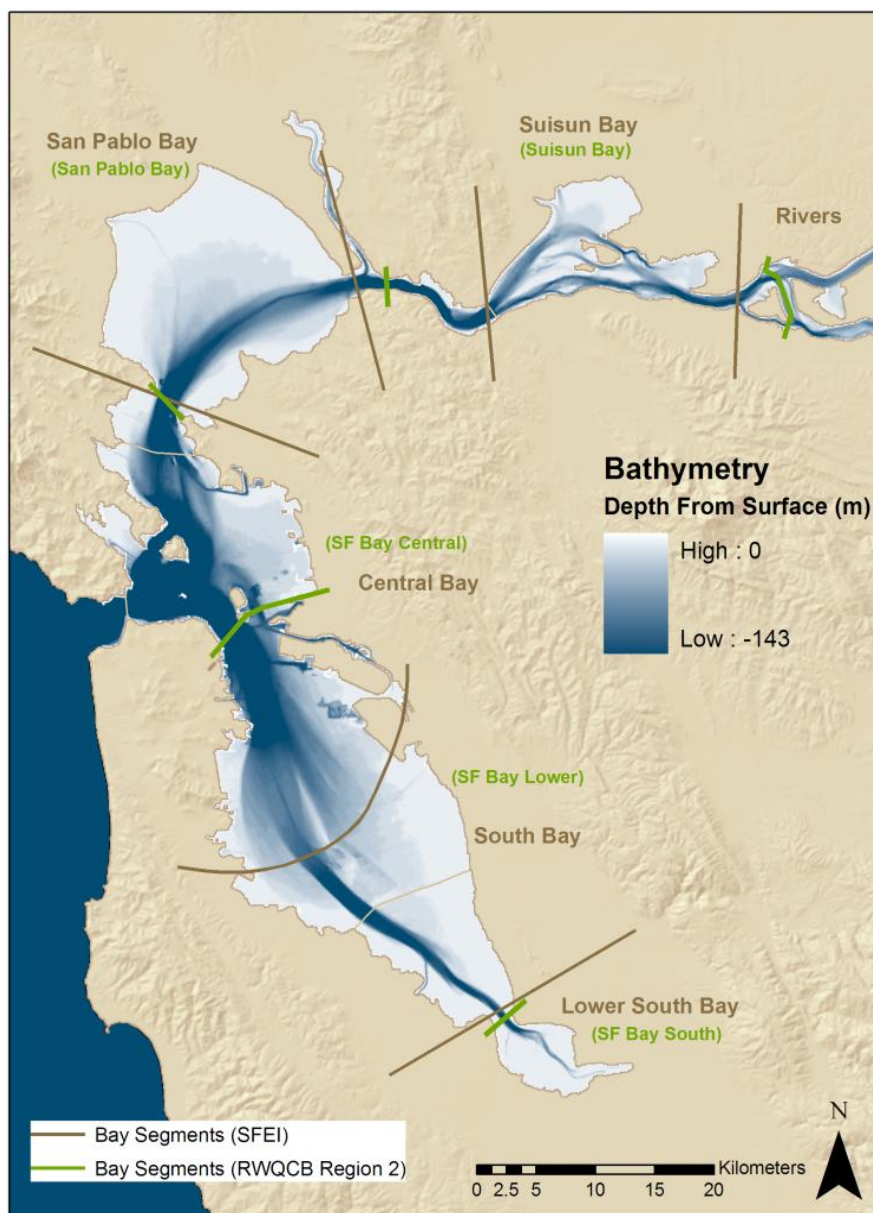 San Pablo Bay
(San Pablo Bay)
Suisun Bay
(Suisun Bay)
Rivers
Bathymetry
Depth From Surface (m)
High : 0
Low : -143
(SF Bay Central)
Central Bay
(SF Bay Lower)
South Bay
Lower South Bay
(SF Bay South)
Bay Segments (SFEI)
Bay Segments (RWQCB Region 2)
Kilometers
0 2.5 5 10 15 20
N